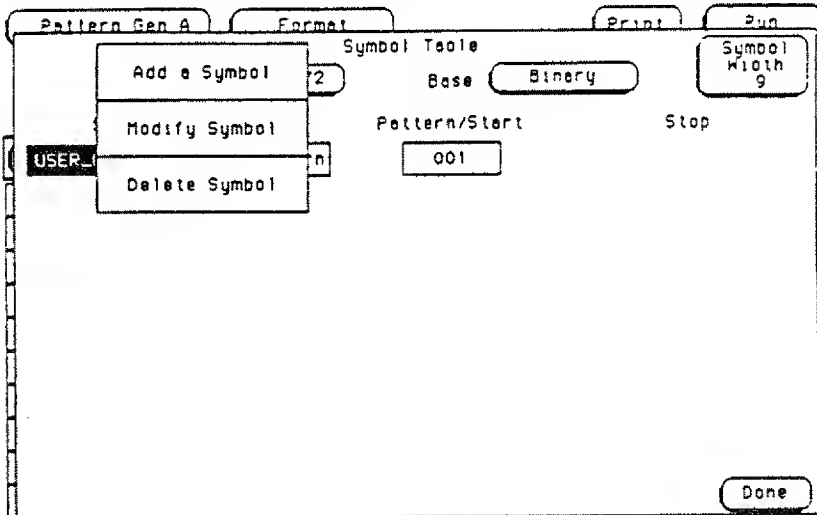 Pattern Gen A Format Print Run
Symbol Table
Symbol Width 9
Add a Symbol
72 Base Binary
Modify Symbol
Pattern/Start Stop
USER_ n 001
Delete Symbol
Done